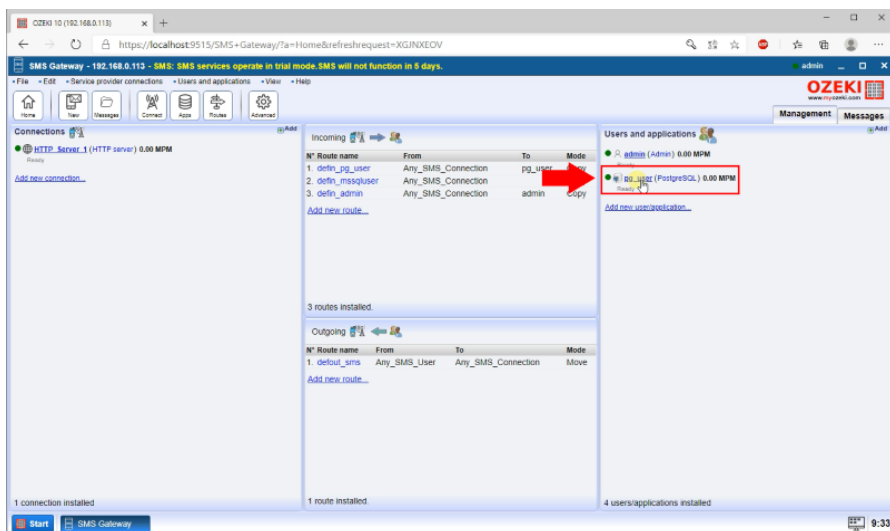 OZEKI 10 (192.168.0.113)
https://localhost:9515/SMS+Gateway/?a=Home&refreshrequest=XGJNXEOV
SMS Gateway - 192.168.0.113 - SMS: SMS services operate in trial mode.SMS will not function in 5 days.
admin
File Edit Service provider connections Users and applications View Help
Home New Messages Connect Apps Routes Advanced
OZEKI
www.myozeki.com
Management Messages
Connections Add
HTTP_Server_1 (HTTP server) 0.00 MPM
Ready
Add new connection...
1 connection installed
Incoming
N° Route name From To Mode
1. defin_pg_user Any_SMS_Connection pg_user
2. defin_mssqluser Any_SMS_Connection
3. defin_admin Any_SMS_Connection admin Copy
Add new route...
3 routes installed.
Outgoing
N° Route name From To Mode
1. defout_sms Any_SMS_User Any_SMS_Connection Move
Add new route...
1 route installed.
Users and applications Add
admin (Admin) 0.00 MPM
Ready
pg_user (PostgreSQL) 0.00 MPM
Ready
Add new user/application...
4 users/applications installed
Start SMS Gateway 9:33